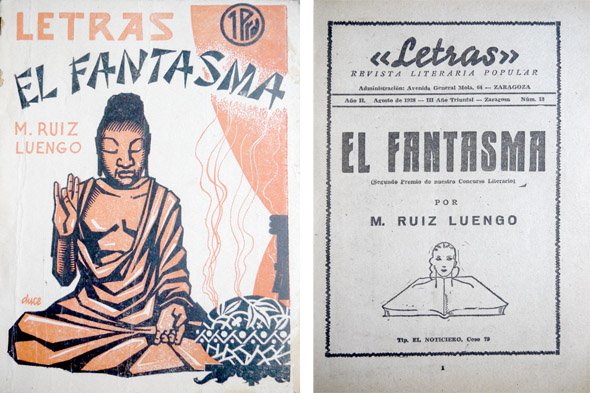 LETRAS
1 Pta
EL FANTASMA
M. RUIZ
LUENGO
duce
«Letras»
REVISTA LITERARIA POPULAR
Administración: Avenida General Mola, 64 — ZARAGOZA
Año II. Agosto de 1938 — III Año Triunfal — Zaragoza Núm. 13
EL FANTASMA
(Segundo Premio de nuestro Concurso Literario)
POR
M. RUIZ LUENGO
Tip. EL NOTICIERO, Coso 79
1